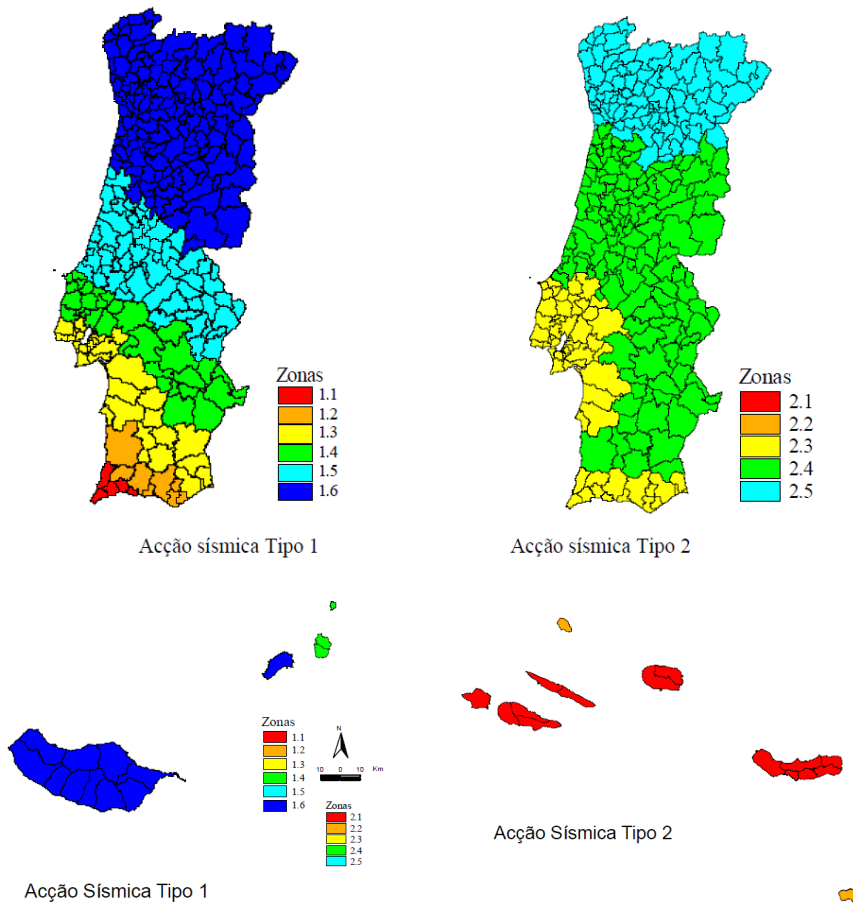 Zonas
1.1
1.2
1.3
1.4
1.5
1.6
Acção sísmica Tipo 1
Zonas
2.1
2.2
2.3
2.4
2.5
Acção sísmica Tipo 2
Zonas
1.1
1.2
1.3
1.4
1.5
1.6
N
10 0 10 Km
Zonas
2.1
2.2
2.3
2.4
2.5
Acção Sísmica Tipo 1
Acção Sísmica Tipo 2